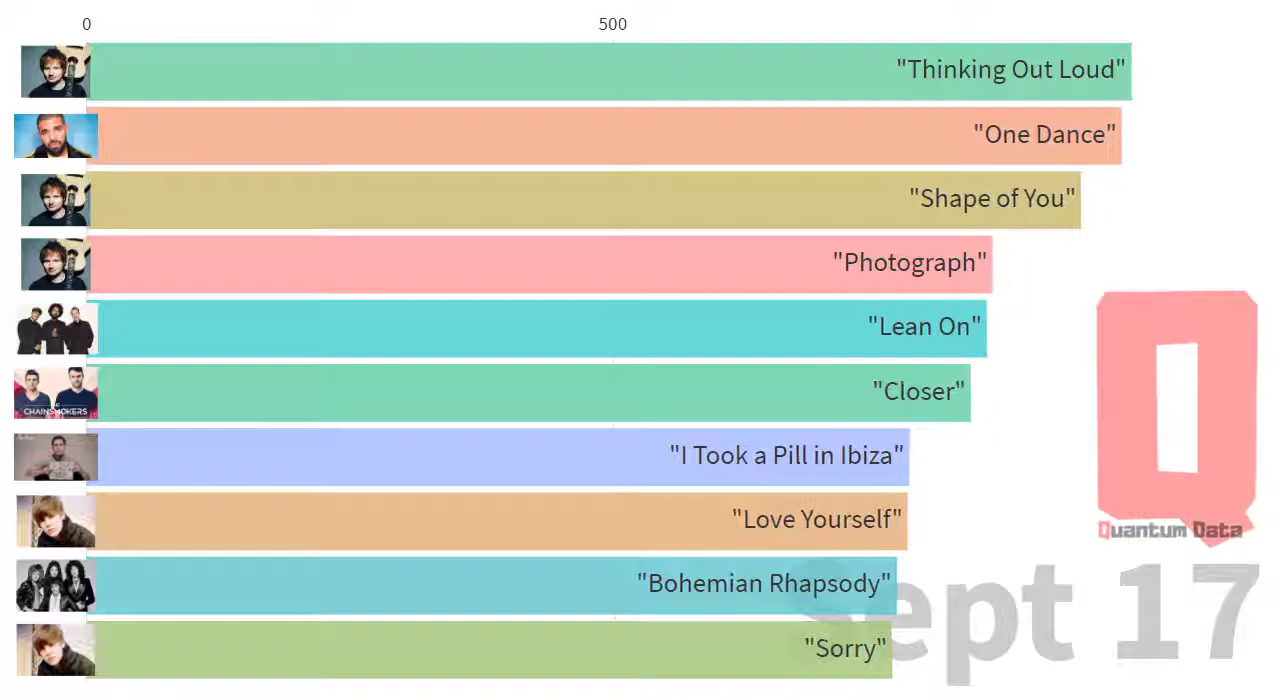 0 500
"Thinking Out Loud"
"One Dance"
"Shape of You"
"Photograph"
"Lean On"
"Closer"
CHAINSMOKERS
"I Took a Pill in Ibiza"
"Love Yourself"
Quantum Data
"Bohemian Rhapsody"
Sept 17
"Sorry"